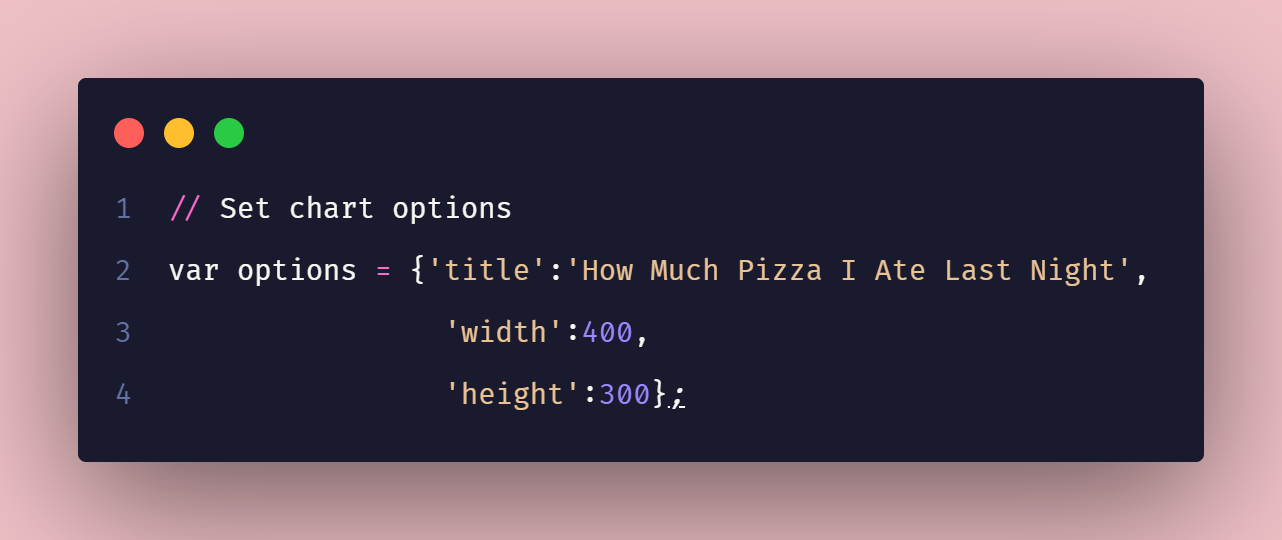 1 // Set chart options
2 var options = {'title':'How Much Pizza I Ate Last Night',
3                 'width':400,
4                 'height':300};